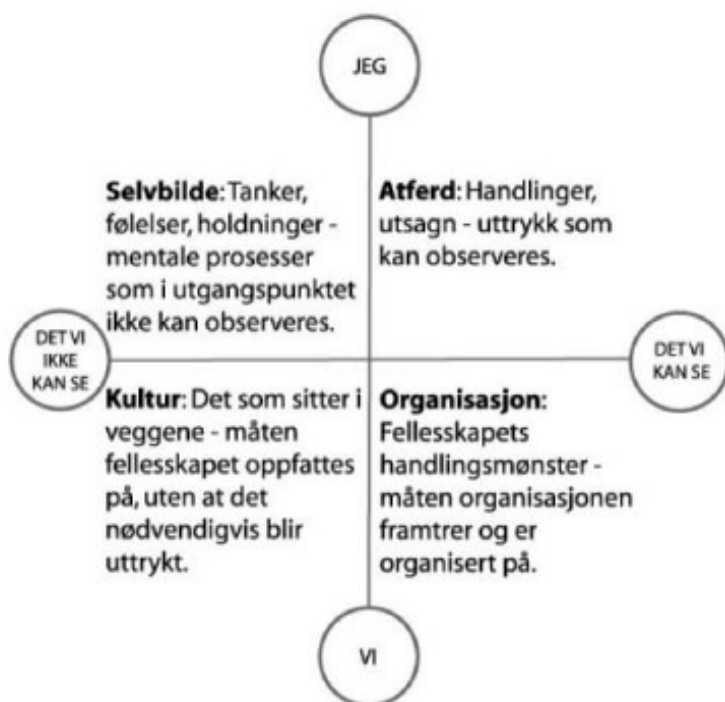 JEG
Selvbilde: Tanker,
følelser, holdninger -
mentale prosesser
som i utgangspunktet
ikke kan observeres.
Atferd: Handlinger,
utsagn - uttrykk som
kan observeres.
DET VI
IKKE
KAN SE
DET VI
KAN SE
Kultur: Det som sitter i
veggene - måten
fellesskapet oppfattes
på, uten at det
nødvendigvis blir
uttrykt.
Organisasjon:
Fellesskapets
handlingsmønster -
måten organisasjonen
framtrer og er
organisert på.
VI